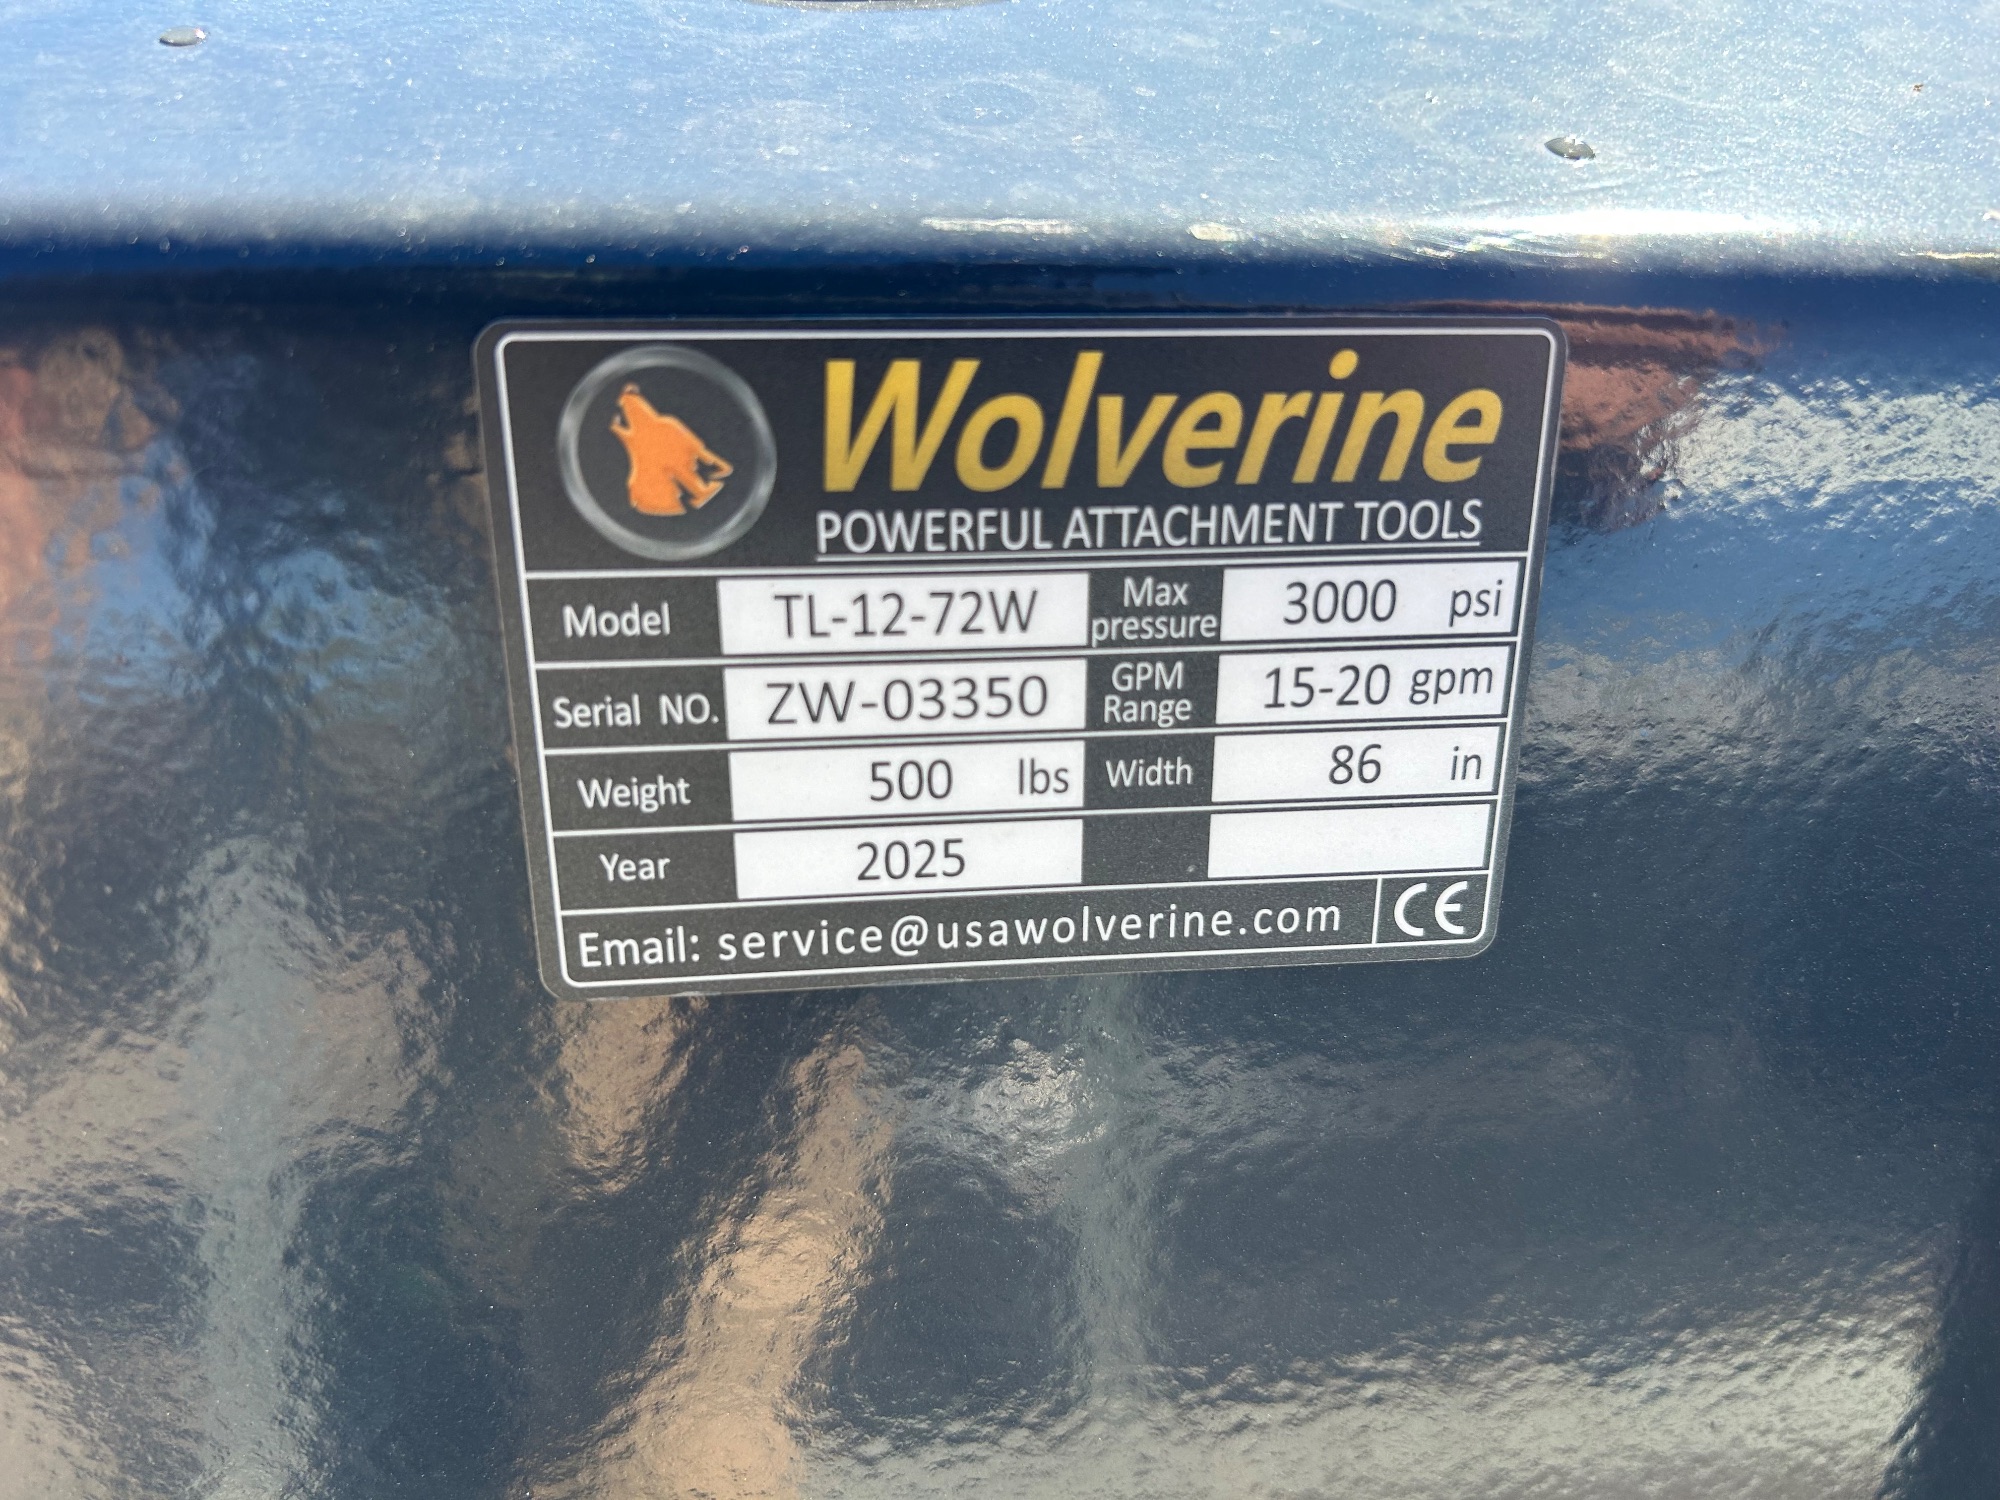 Wolverine
POWERFUL ATTACHMENT TOOLS
Model TL-12-72W Max pressure 3000 psi
Serial NO. ZW-03350 GPM Range 15-20 gpm
Weight 500 lbs Width 86 in
Year 2025
Email: service@usawolverine.com CE